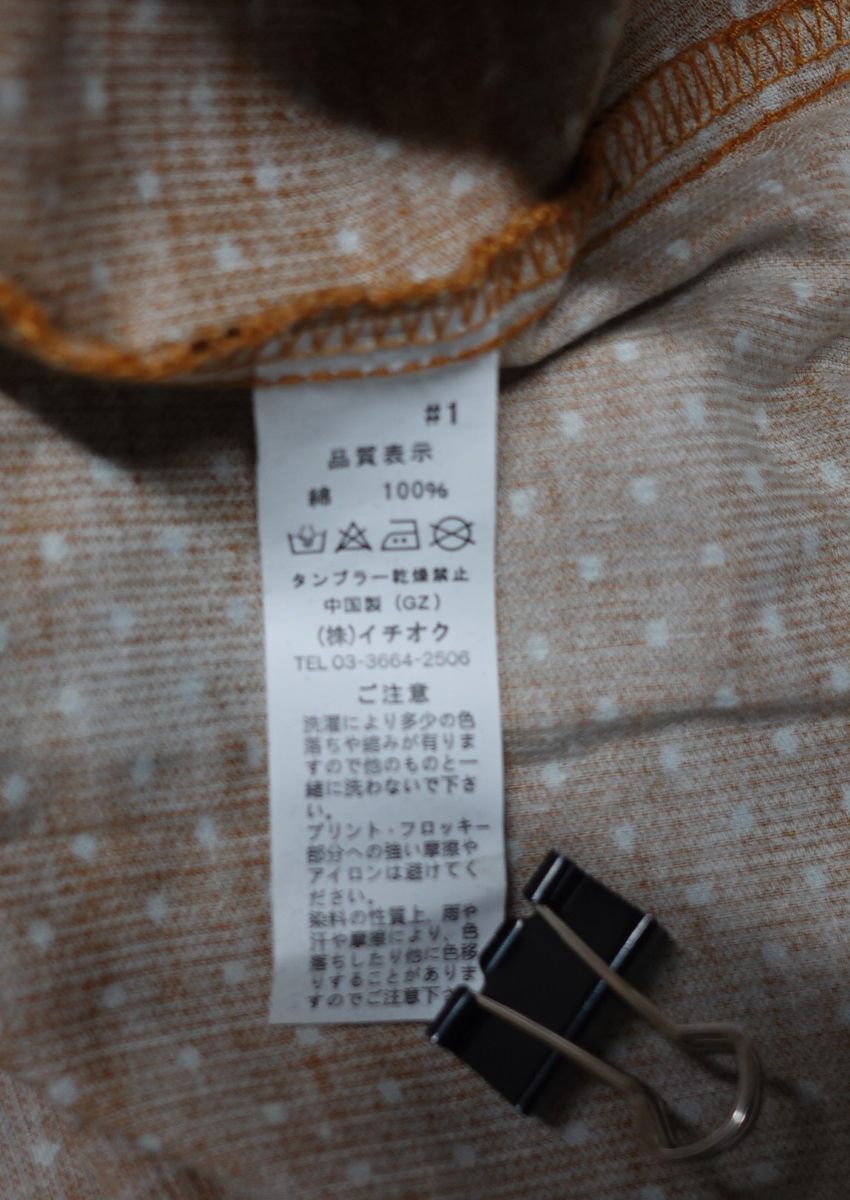 #1
品質表示
綿 100%
タンブラー乾燥禁止
中国製（GZ）
(株)イチオク
TEL 03-3664-2506
ご注意
洗濯により多少の色
落ちや縮みが有りま
すので他のものと一
緒に洗わないで下さ
い。
プリント・フロッキー
部分への強い摩擦や
アイロンは避けてく
ださい。
染料の性質上、雨や
汗や摩擦により、色
落ちしたり他に色移
りすることがありま
すのでご注意下さ